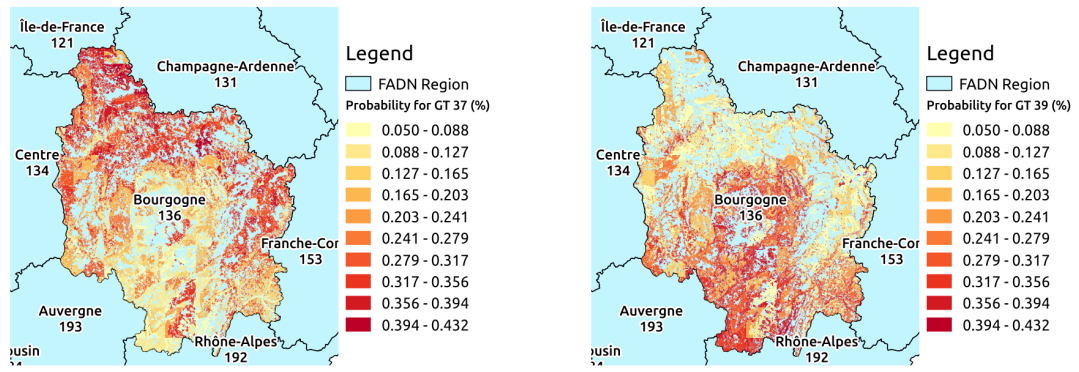 Île-de-France
121
Champagne-Ardenne
131
Centre
134
Bourgogne
136
Franche-Con
153
Auvergne
193
Rhône-Alpes
192
ousin
Legend
FADN Region
Probability for GT 37 (%)
0.050 - 0.088
0.088 - 0.127
0.127 - 0.165
0.165 - 0.203
0.203 - 0.241
0.241 - 0.279
0.279 - 0.317
0.317 - 0.356
0.356 - 0.394
0.394 - 0.432
Île-de-France
121
Champagne-Ardenne
131
Centre
134
Bourgogne
136
Franche-Con
153
Auvergne
193
Rhône-Alpes
192
ousin
Legend
FADN Region
Probability for GT 39 (%)
0.050 - 0.088
0.088 - 0.127
0.127 - 0.165
0.165 - 0.203
0.203 - 0.241
0.241 - 0.279
0.279 - 0.317
0.317 - 0.356
0.356 - 0.394
0.394 - 0.432